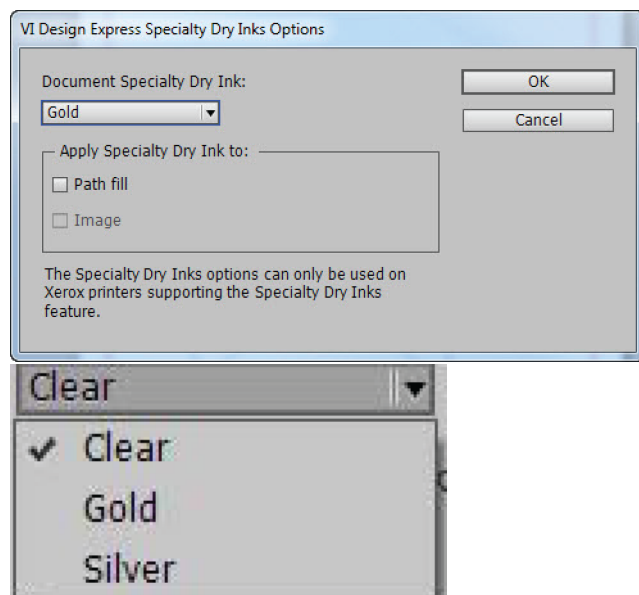 VI Design Express Specialty Dry Inks Options
Document Specialty Dry Ink:
OK
Gold
Cancel
Apply Specialty Dry Ink to:
Path fill
Image
The Specialty Dry Inks options can only be used on
Xerox printers supporting the Specialty Dry Inks
feature.
Clear
Clear
Gold
Silver